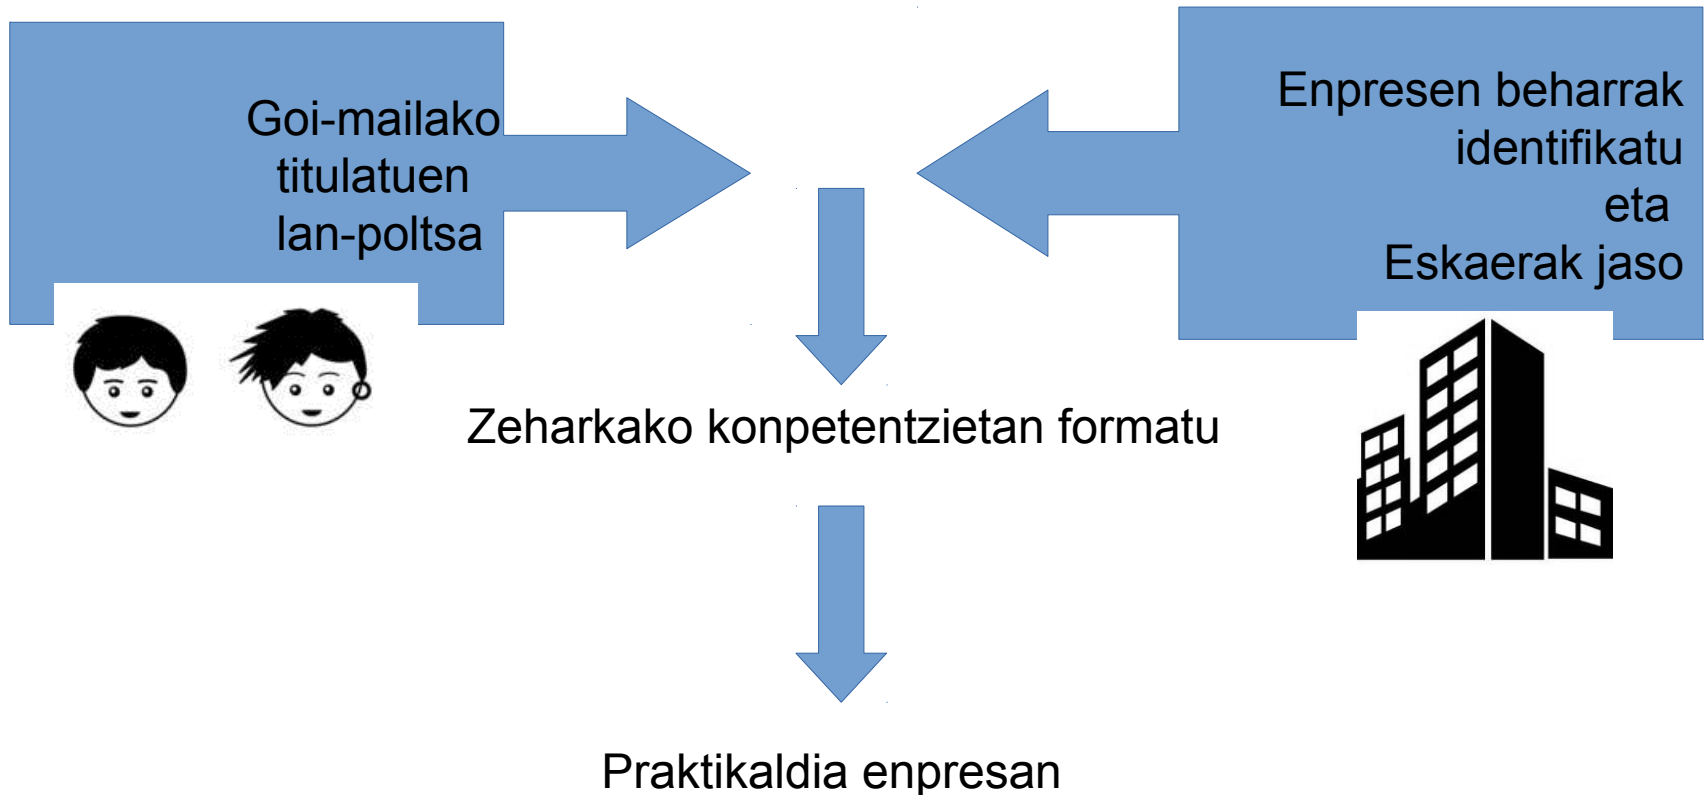 Goi-mailako
titulatuen
lan-poltsa
Enpresen beharrak
identifikatu
eta
Eskaerak jaso
Zeharkako konpetentzietan formatu
Praktikaldia enpresan